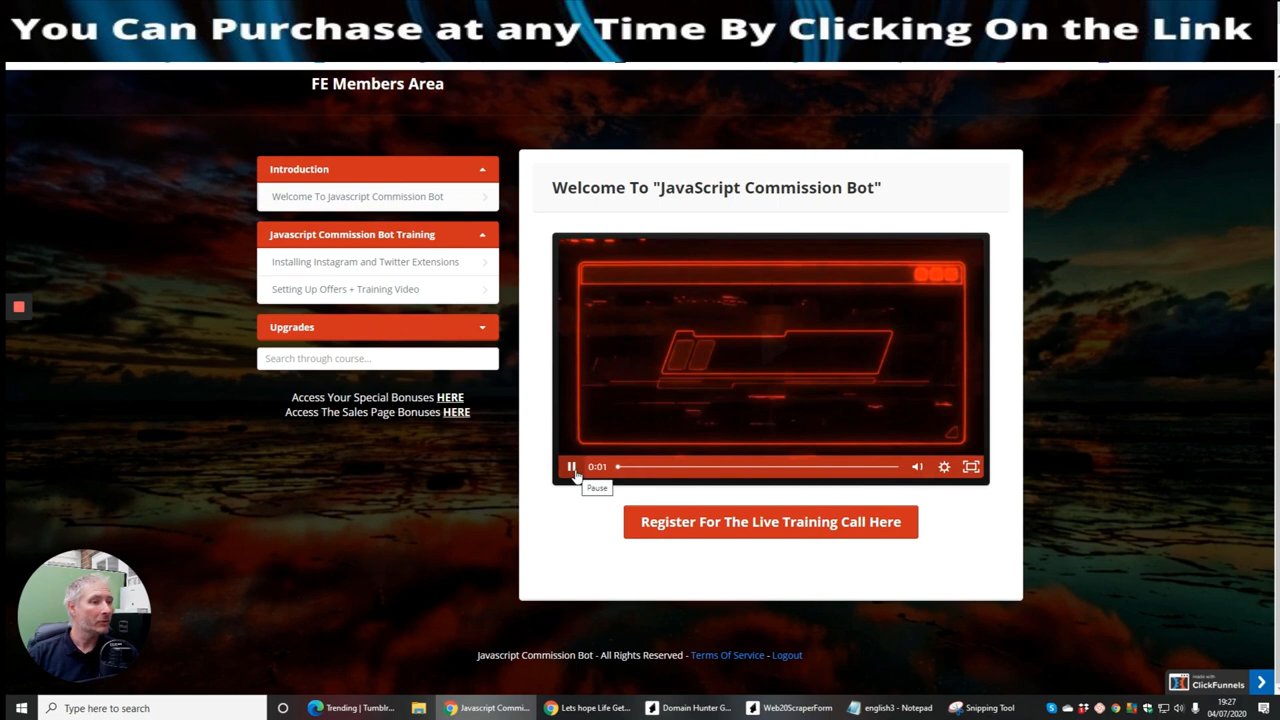 You Can Purchase at any Time By Clicking On the Link
FE Members Area
Introduction
Welcome To Javascript Commission Bot
Javascript Commission Bot Training
Installing Instagram and Twitter Extensions
Setting Up Offers + Training Video
Upgrades
Search through course...
Access Your Special Bonuses HERE
Access The Sales Page Bonuses HERE
Welcome To "JavaScript Commission Bot"
0:01
Pause
Register For The Live Training Call Here
Javascript Commission Bot - All Rights Reserved - Terms Of Service - Logout
made with
ClickFunnels
Type here to search
Trending | Tumblr...
Javascript Commi...
Lets hope Life Get...
Domain Hunter G...
Web20ScraperForm
english3 - Notepad
Snipping Tool
19:27
04/07/2020